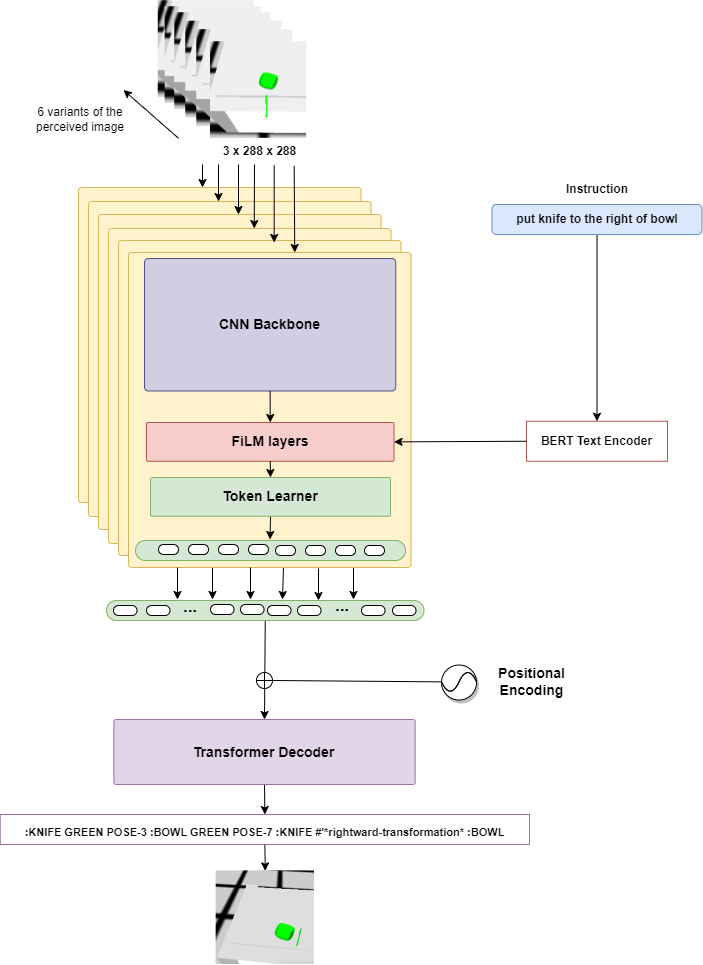 6 variants of the
perceived image
3 x 288 x 288
Instruction
put knife to the right of bowl
CNN Backbone
FiLM layers
BERT Text Encoder
Token Learner
...
...
Positional
Encoding
Transformer Decoder
:KNIFE GREEN POSE-3 :BOWL GREEN POSE-7 :KNIFE #'*rightward-transformation* :BOWL